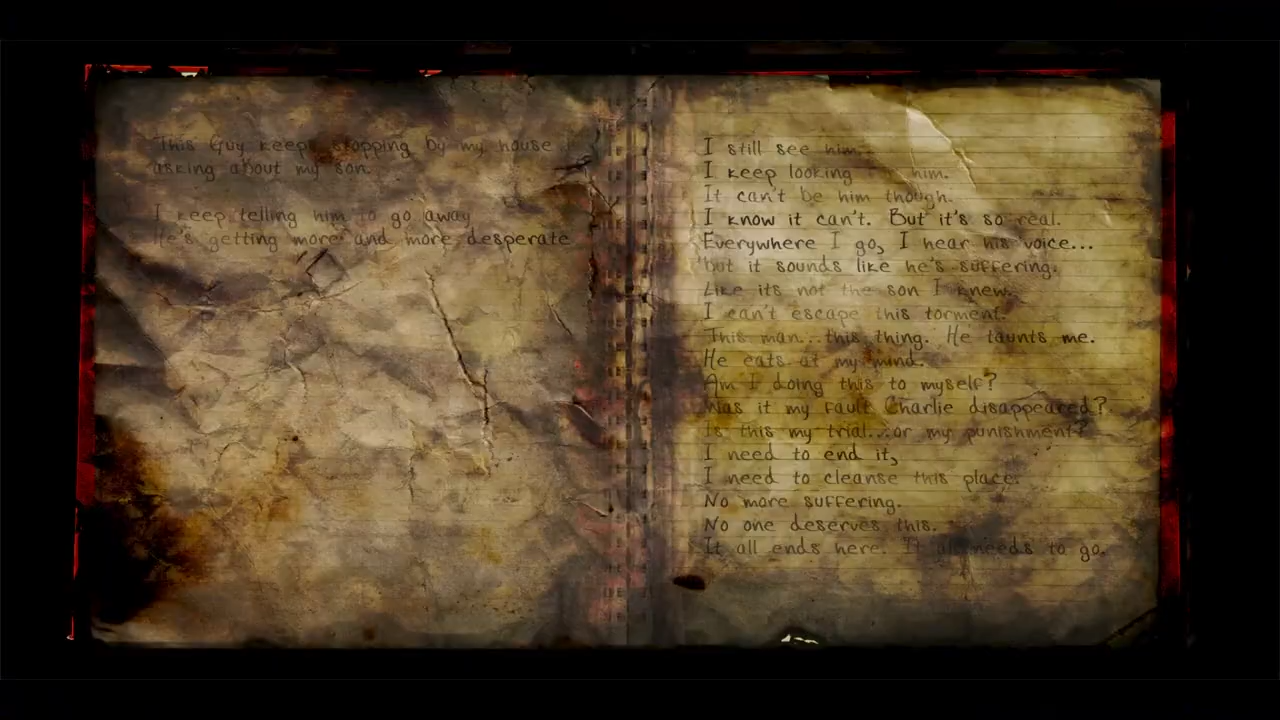 This Guy keeps stopping by my house
asking about my son.
I keep telling him to go away
He's getting more and more desperate
I still see him.
I keep looking him.
It can't be him though.
I know it can't. But it's so real.
Everywhere I go, I hear his voice...
but it sounds like he's suffering.
Like its not the son I knew.
I can't escape this torment.
This man...this thing. He taunts me.
He eats at my mind.
Am I doing this to myself?
Was it my fault Charlie disappeared?
Is this my trial...or my punishment?
I need to end it,
I need to cleanse this place.
No more suffering.
No one deserves this.
It all ends here. It all needs to go.